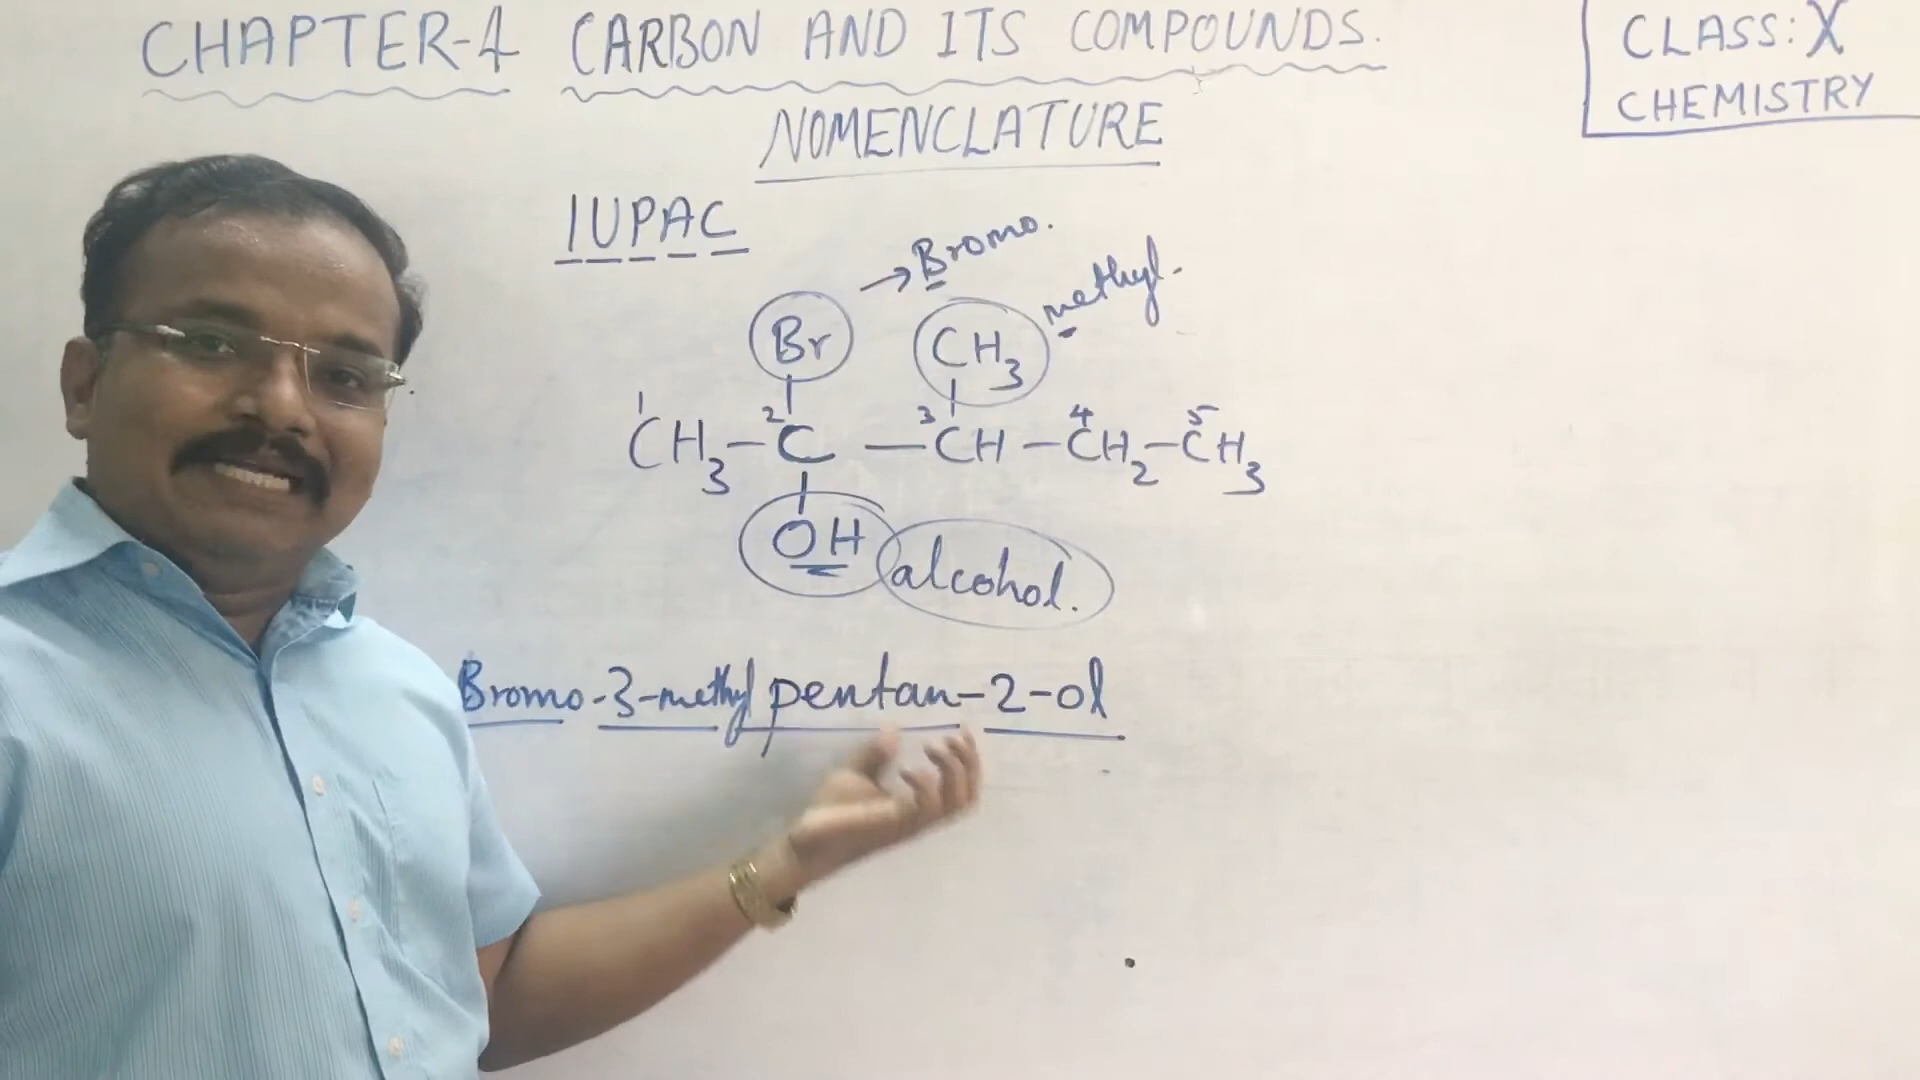 CHAPTER-4 CARBON AND ITS COMPOUNDS.
CLASS: X
CHEMISTRY
NOMENCLATURE
IUPAC
→ Bromo.
methyl.
Br CH3
1 2 3 4 5
CH3-C-CH-CH2-CH3
OH alcohol.
Bromo-3-methyl pentan-2-ol